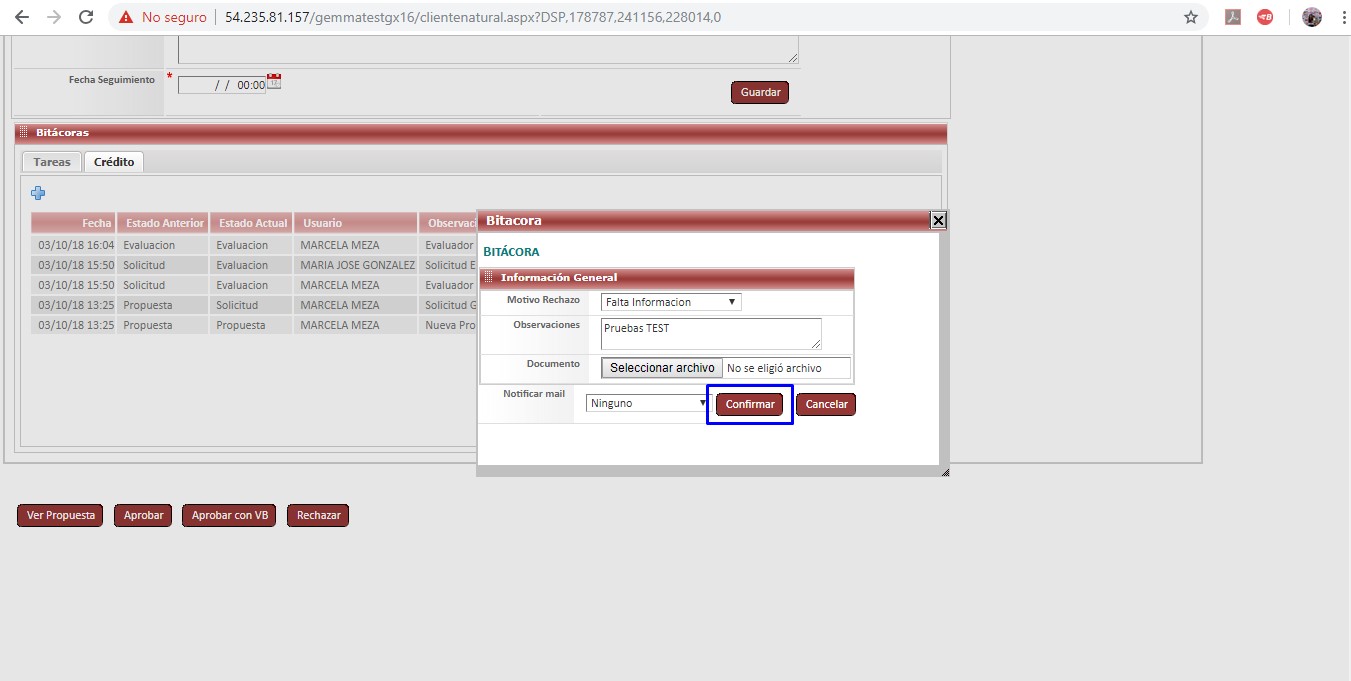 No seguro
54.235.81.157/gemmatestgx16/clientenatural.aspx?DSP,178787,241156,228014,0
Fecha Seguimiento * / / 00:00
Guardar
Bitácoras
Tareas Crédito
Fecha Estado Anterior Estado Actual Usuario Observaci
03/10/18 16:04 Evaluacion Evaluacion MARCELA MEZA Evaluador
03/10/18 15:50 Solicitud Evaluacion MARIA JOSE GONZALEZ Solicitud E
03/10/18 15:50 Solicitud Evaluacion MARCELA MEZA Evaluador
03/10/18 13:25 Propuesta Solicitud MARCELA MEZA Solicitud G
03/10/18 13:25 Propuesta Propuesta MARCELA MEZA Nueva Pro
Bitacora
BITÁCORA
Información General
Motivo Rechazo Falta Informacion
Observaciones Pruebas TEST
Documento Seleccionar archivo No se eligió archivo
Notificar mail Ninguno Confirmar Cancelar
Ver Propuesta Aprobar Aprobar con VB Rechazar